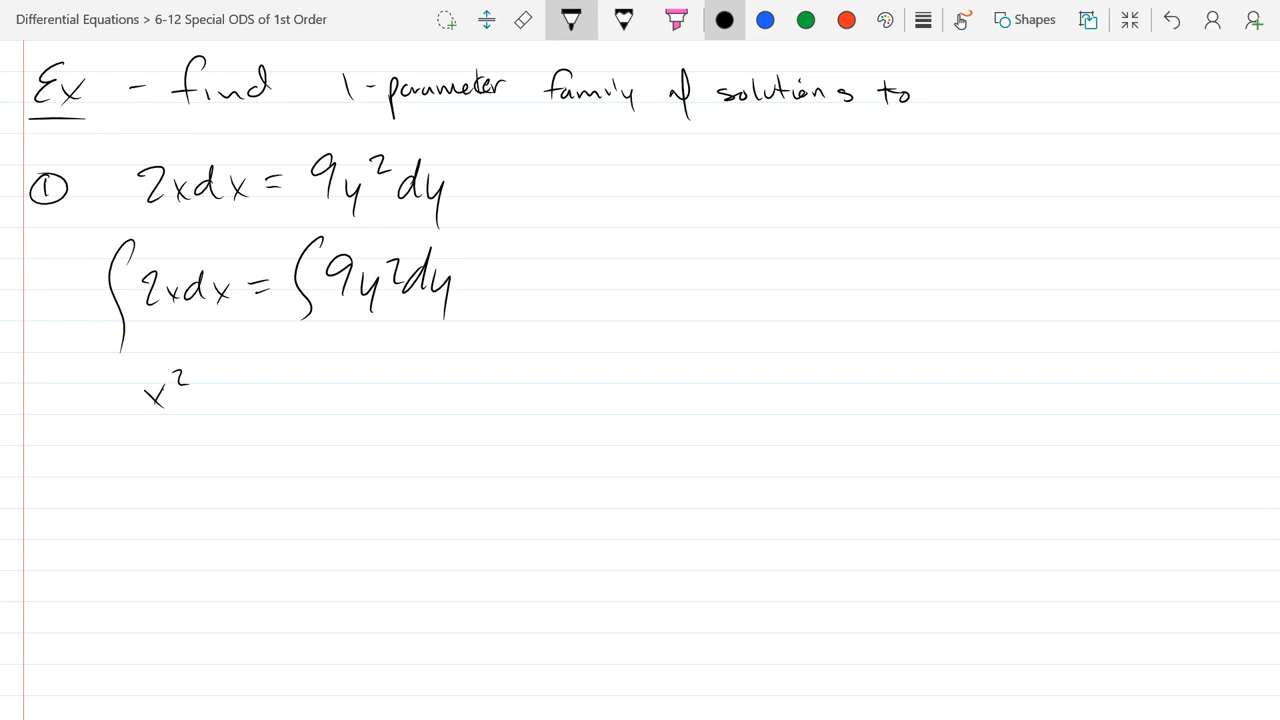 Differential Equations > 6-12 Special ODS of 1st Order
Shapes
Ex - find 1-parameter family of solutions to
① 2xdx = 9y²dy
∫2xdx = ∫9y²dy
x²